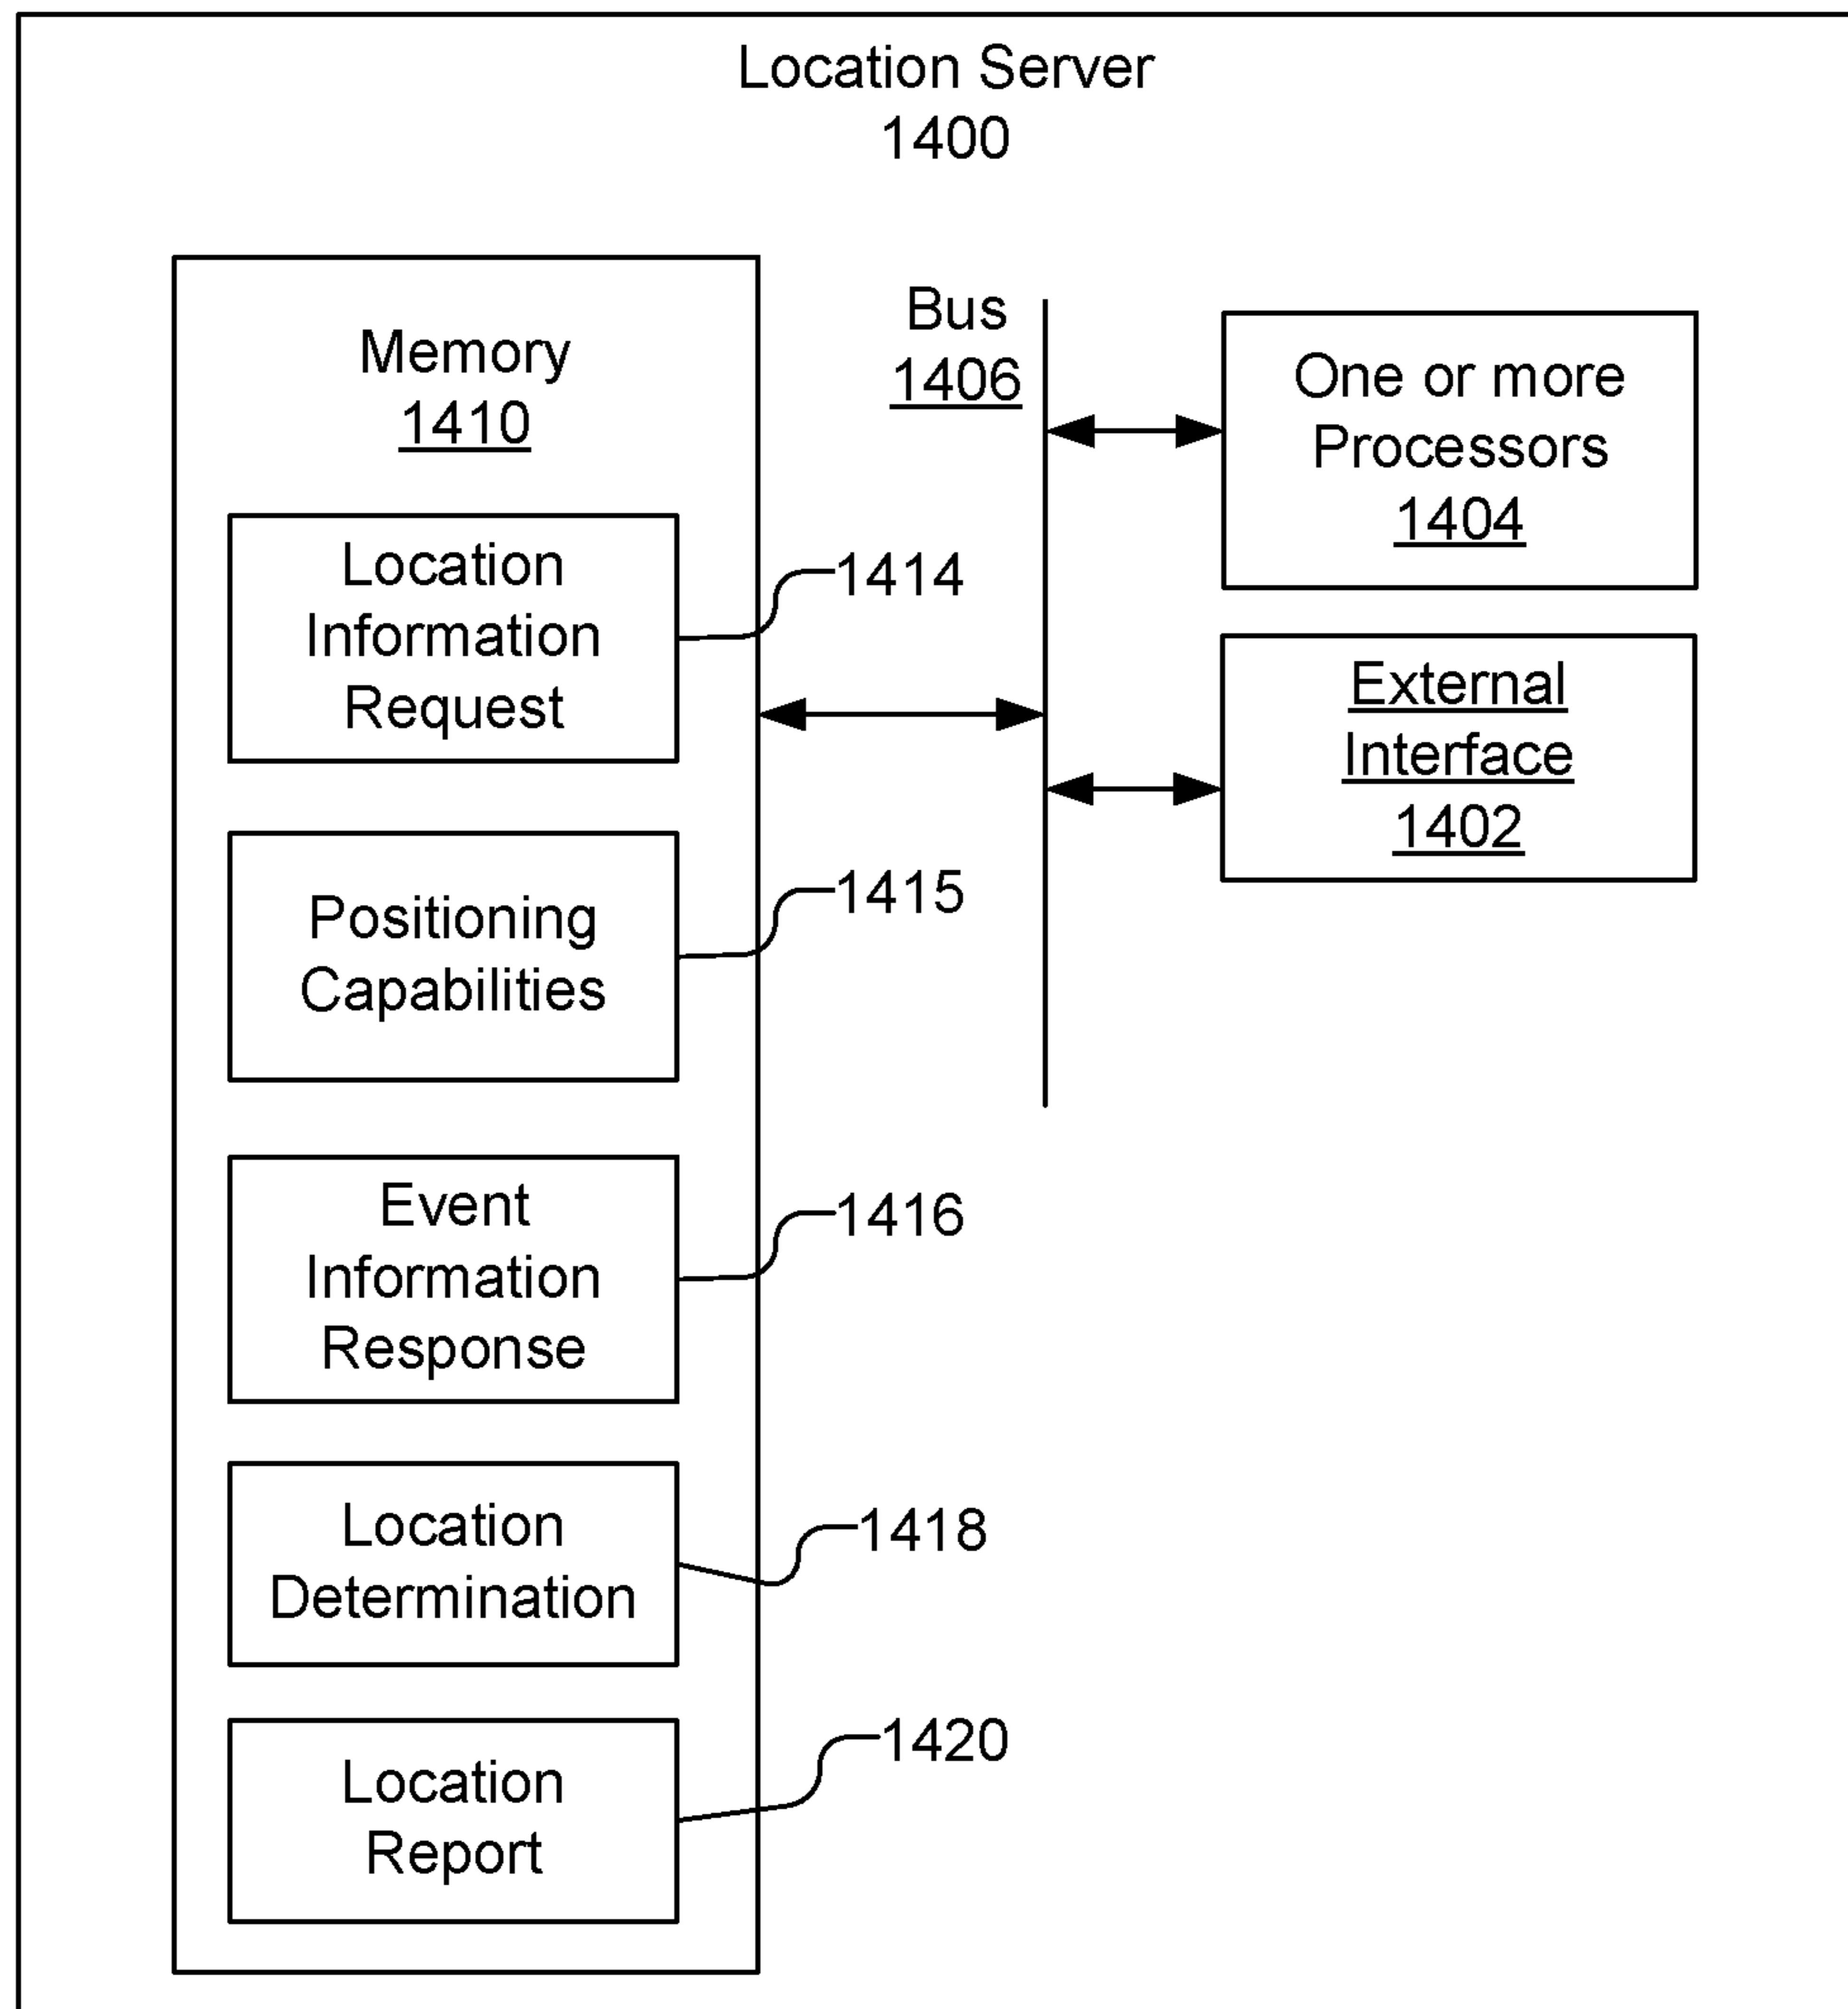 Location Server
1400
Memory
1410
Location
Information
Request
1414
Positioning
Capabilities
1415
Event
Information
Response
1416
Location
Determination
1418
Location
Report
1420
Bus
1406
One or more
Processors
1404
External
Interface
1402